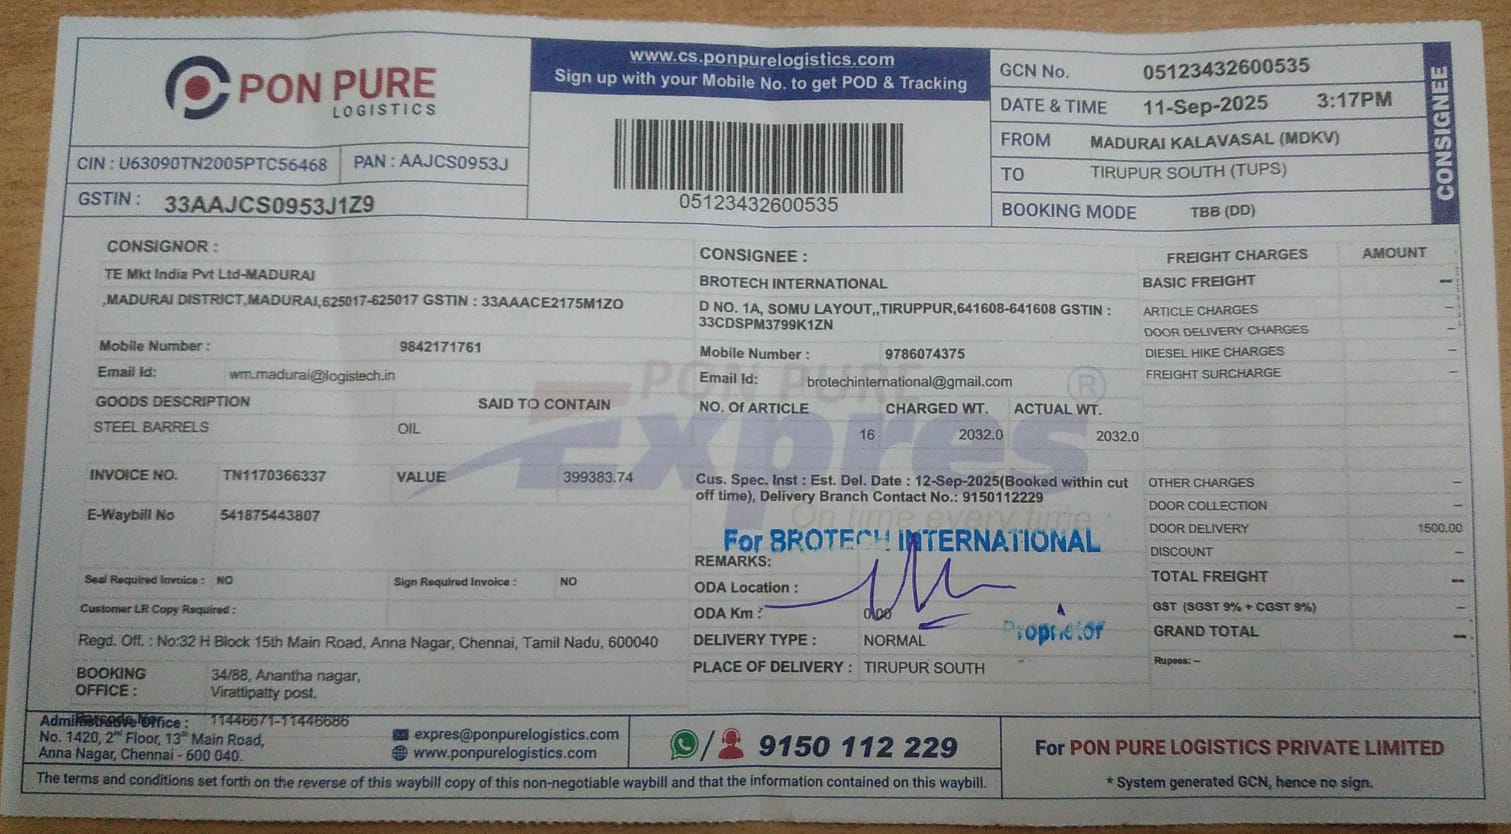 PON PURE
LOGISTICS
CIN : U63090TN2005PTC56468 PAN : AAJCS0953J
GSTIN : 33AAJCS0953J1Z9
www.cs.ponpurelogistics.com
Sign up with your Mobile No. to get POD & Tracking
05123432600535
GCN No. 05123432600535
DATE & TIME 11-Sep-2025 3:17PM
FROM MADURAI KALAVASAL (MDKV)
TO TIRUPUR SOUTH (TUPS)
BOOKING MODE TBB (DD)
CONSIGNEE
CONSIGNOR :
TE Mkt India Pvt Ltd-MADURAI
,MADURAI DISTRICT,MADURAI,625017-625017 GSTIN : 33AAACE2175M1ZO
Mobile Number : 9842171761
Email Id: wm.madurai@logistech.in
GOODS DESCRIPTION SAID TO CONTAIN
STEEL BARRELS OIL
INVOICE NO. TN1170366337 VALUE 399383.74
E-Waybill No 541875443807
Seal Required Invoice : NO Sign Required Invoice : NO
Customer LR Copy Required :
Regd. Off. : No:32 H Block 15th Main Road, Anna Nagar, Chennai, Tamil Nadu, 600040
BOOKING OFFICE : 34/88, Anantha nagar,
Virattipatty post.
11446671-11446686
CONSIGNEE :
BROTECH INTERNATIONAL
D NO. 1A, SOMU LAYOUT,,TIRUPPUR,641608-641608 GSTIN :
33CDSPM3799K1ZN
Mobile Number : 9786074375
Email Id: brotechinternational@gmail.com
NO. Of ARTICLE CHARGED WT. ACTUAL WT.
16 2032.0 2032.0
Cus. Spec. Inst : Est. Del. Date : 12-Sep-2025(Booked within cut
off time), Delivery Branch Contact No.: 9150112229
For BROTECH INTERNATIONAL
REMARKS:
ODA Location :
ODA Km : 0.00
Proprietor
DELIVERY TYPE : NORMAL
PLACE OF DELIVERY : TIRUPUR SOUTH
PON PURE
Expres
®
On time every time
FREIGHT CHARGES AMOUNT
BASIC FREIGHT --
ARTICLE CHARGES --
DOOR DELIVERY CHARGES --
DIESEL HIKE CHARGES --
FREIGHT SURCHARGE --
OTHER CHARGES --
DOOR COLLECTION --
DOOR DELIVERY 1500.00
DISCOUNT --
TOTAL FREIGHT --
GST (SGST 9% + CGST 9%) --
GRAND TOTAL --
Rupees: --
Administrative Office :
No. 1420, 2nd Floor, 13th Main Road,
Anna Nagar, Chennai - 600 040.
expres@ponpurelogistics.com
www.ponpurelogistics.com
/ 9150 112 229
For PON PURE LOGISTICS PRIVATE LIMITED
* System generated GCN, hence no sign.
The terms and conditions set forth on the reverse of this waybill copy of this non-negotiable waybill and that the information contained on this waybill.